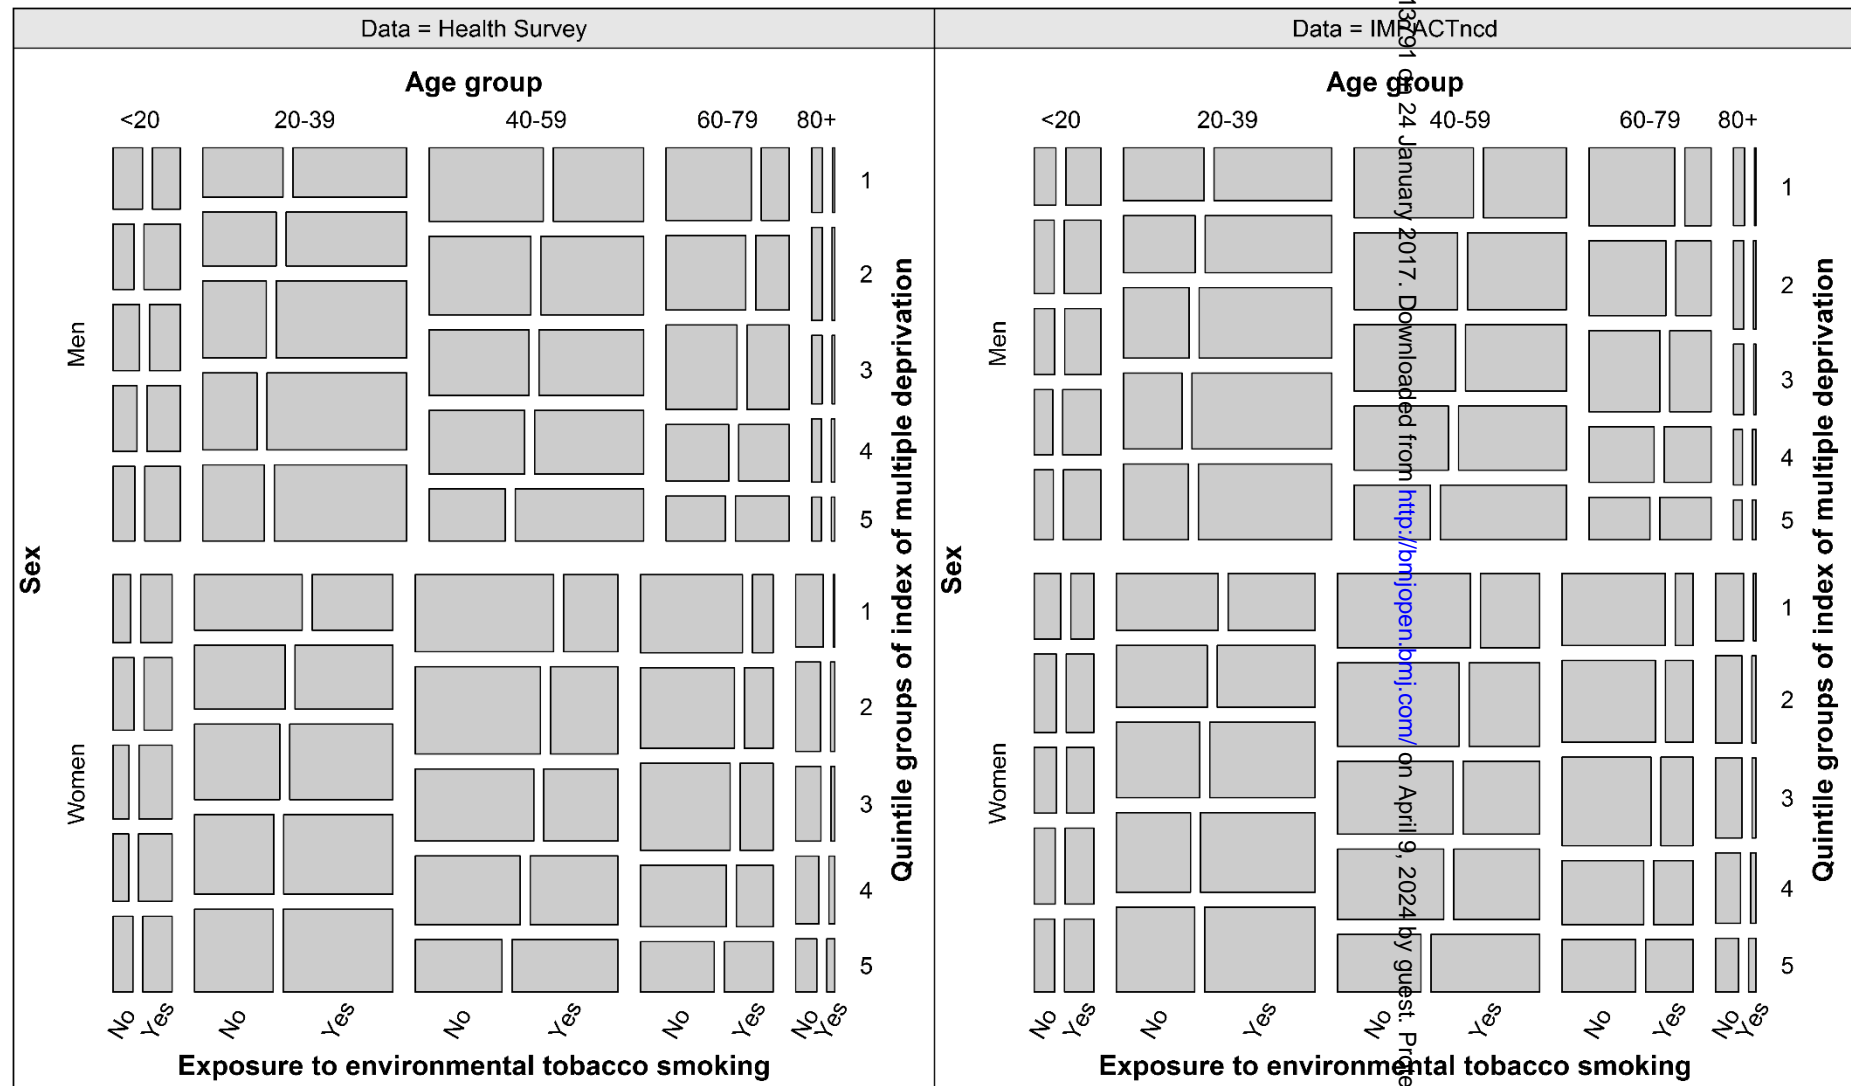 Data = Health Survey
Age group
<20 20-39 40-59 60-79 80+
Sex
Men
Women
1
2
3
4
5
1
2
3
4
5
Quintile groups of index of multiple deprivation
No Yes No Yes No Yes No Yes No Yes
Exposure to environmental tobacco smoking
Data = IMPACTncd
Age group
<20 20-39 40-59 60-79 80+
Sex
Men
Women
1
2
3
4
5
1
2
3
4
5
Quintile groups of index of multiple deprivation
No Yes No Yes No Yes No Yes No Yes
Exposure to environmental tobacco smoking
on 24 January 2017. Downloaded from http://bmjopen.bmj.com/ on April 9, 2024 by guest.